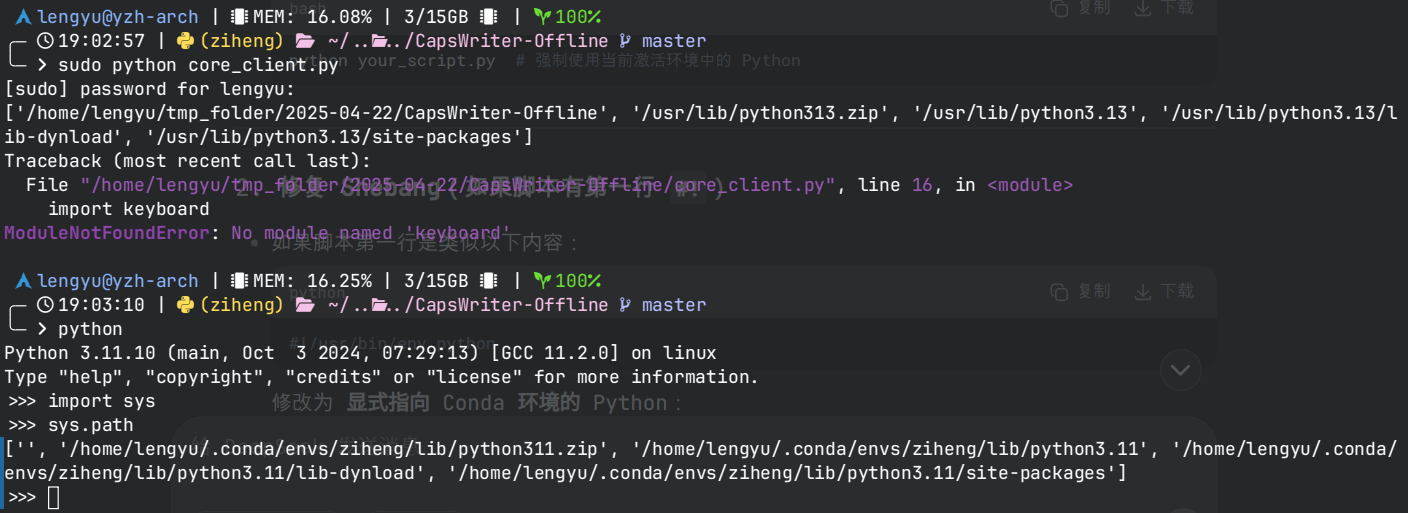 bash
复制 下载
lengyu@yzh-arch | MEM: 16.08% | 3/15GB | 100%
19:02:57 | (ziheng) ~/../../CapsWriter-Offline master
python your_script.py # 强制使用当前激活环境中的 Python
> sudo python core_client.py
[sudo] password for lengyu:
['/home/lengyu/tmp_folder/2025-04-22/CapsWriter-Offline', '/usr/lib/python313.zip', '/usr/lib/python3.13', '/usr/lib/python3.13/l
ib-dynload', '/usr/lib/python3.13/site-packages']
Traceback (most recent call last):
File "/home/lengyu/tmp_folder/2025-04-22/CapsWriter-Offline/core_client.py", line 16, in <module>
2. 修复 Shebang（如果脚本有第一行 #!）
import keyboard
ModuleNotFoundError: No module named 'keyboard'
如果脚本第一行是类似以下内容：
lengyu@yzh-arch | MEM: 16.25% | 3/15GB | 100%
python
复制 下载
19:03:10 | (ziheng) ~/../../CapsWriter-Offline master
> python
#!/usr/bin/env python
Python 3.11.10 (main, Oct  3 2024, 07:29:13) [GCC 11.2.0] on linux
Type "help", "copyright", "credits" or "license" for more information.
>>> import sys
修改为 显式指向 Conda 环境的 Python：
>>> sys.path
['', '/home/lengyu/.conda/envs/ziheng/lib/python311.zip', '/home/lengyu/.conda/envs/ziheng/lib/python3.11', '/home/lengyu/.conda/
envs/ziheng/lib/python3.11/lib-dynload', '/home/lengyu/.conda/envs/ziheng/lib/python3.11/site-packages']
>>>